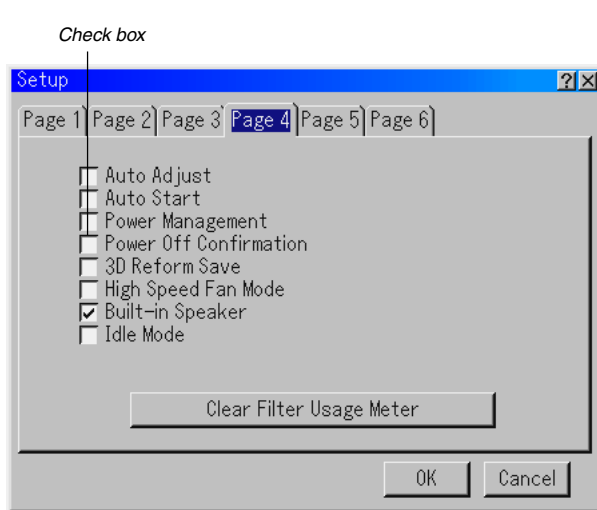 Check box
Setup
? ×
Page 1 Page 2 Page 3 Page 4 Page 5 Page 6
Auto Adjust
Auto Start
Power Management
Power Off Confirmation
3D Reform Save
High Speed Fan Mode
Built-in Speaker
Idle Mode
Clear Filter Usage Meter
OK Cancel